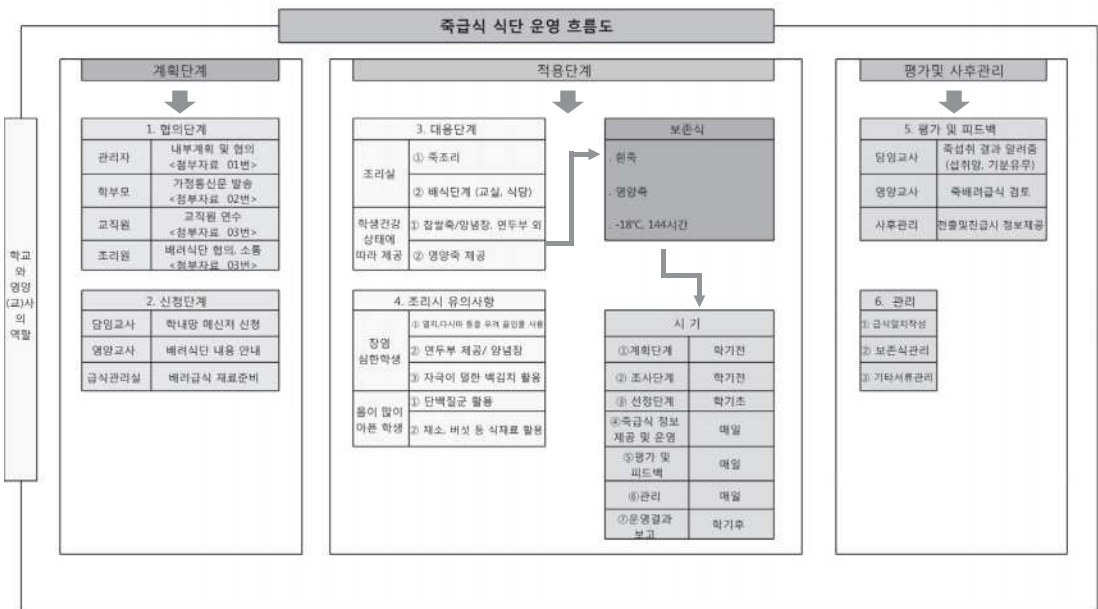 죽급식 식단 운영 흐름도
학교
와
영양
(교)사
의
역할
계획단계
1. 협의단계
관리자
내부계획 및 협의
<첨부자료 01번>
학부모
가정통신문 발송
<첨부자료 02번>
교직원
교직원 연수
<첨부자료 03번>
조리원
배려식단 협의, 소통
<첨부자료 03번>
2. 신청단계
담임교사
학내망 메신저 신청
영양교사
배려식단 내용 안내
급식관리실
배려급식 재료준비
적용단계
3. 대응단계
조리실
① 죽조리
② 배식단계 (교실, 식당)
학생건강
상태에
따라 제공
① 찹쌀죽/양념장, 연두부 외
② 영양죽 제공
4. 조리시 유의사항
장염
심한학생
① 멸치,다시마 등을 우려 끓인물 사용
② 연두부 제공/ 양념장
③ 자극이 덜한 백김치 활용
몸이 많이
아픈 학생
① 단백질군 활용
② 채소, 버섯 등 식재료 활용
보존식
. 흰죽
. 영양죽
. -18℃, 144시간
시 기
①계획단계
학기전
② 조사단계
학기전
③ 선정단계
학기초
④죽급식 정보
제공 및 운영
매일
⑤평가 및
피드백
매일
⑥관리
매일
⑦운영결과
보고
학기후
평가및 사후관리
5. 평가 및 피드백
담임교사
죽섭취 결과 알려줌
(섭취양, 기분유무)
영양교사
죽배려급식 검토
사후관리
전출및진급시 정보제공
6. 관리
① 급식일지작성
② 보존식관리
③ 기타서류관리